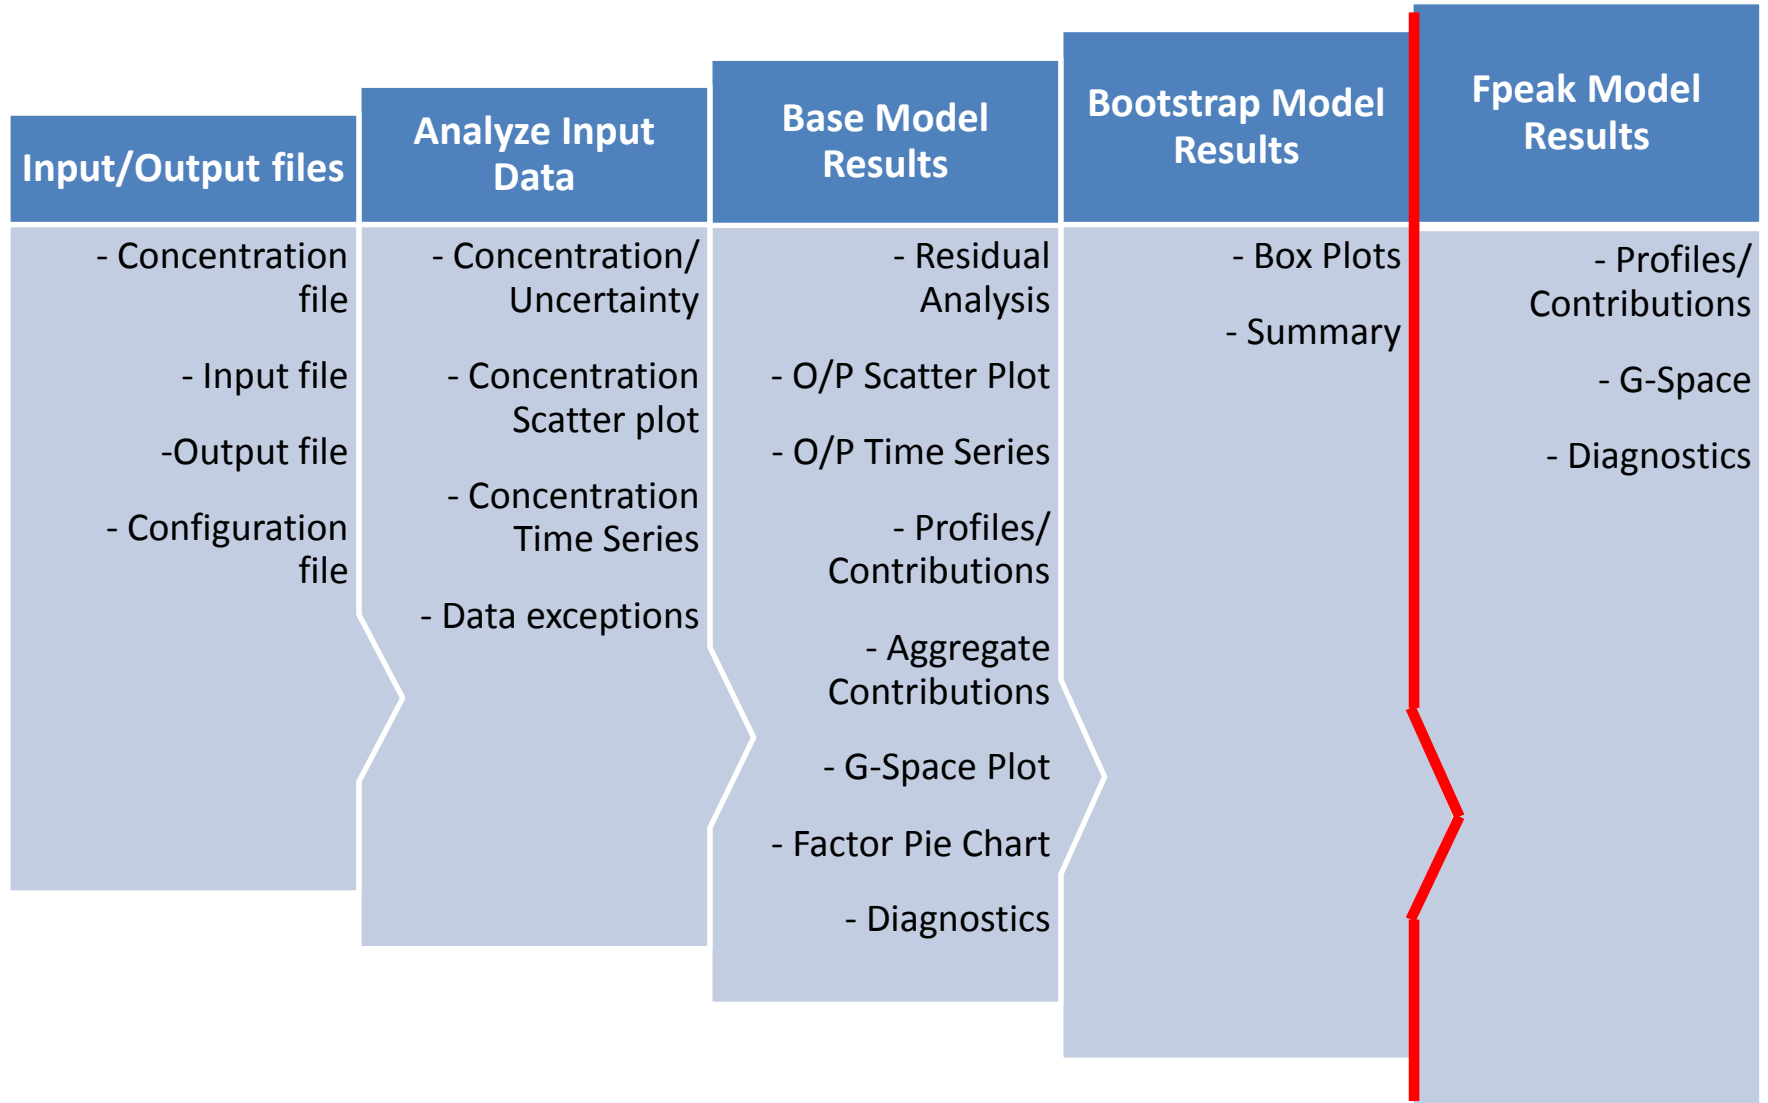 Input/Output files
- Concentration
file
- Input file
-Output file
- Configuration
file
Analyze Input
Data
- Concentration/
Uncertainty
- Concentration
Scatter plot
- Concentration
Time Series
- Data exceptions
Base Model
Results
- Residual
Analysis
- O/P Scatter Plot
- O/P Time Series
- Profiles/
Contributions
- Aggregate
Contributions
- G-Space Plot
- Factor Pie Chart
- Diagnostics
Bootstrap Model
Results
- Box Plots
- Summary
Fpeak Model
Results
- Profiles/
Contributions
- G-Space
- Diagnostics